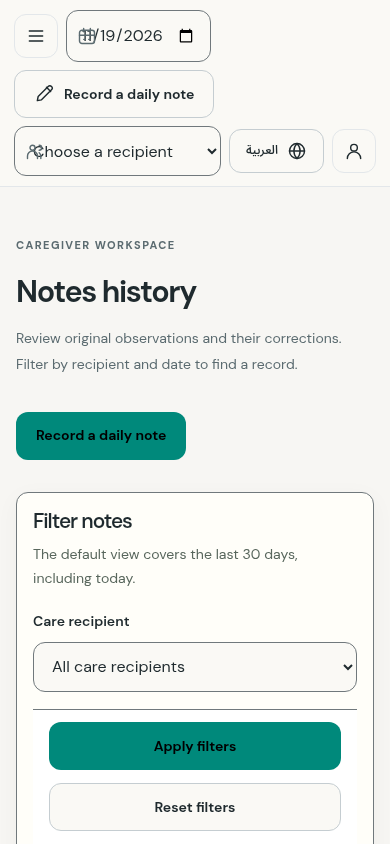 11/19/2026
Record a daily note
Choose a recipient
العربية
CAREGIVER WORKSPACE
Notes history
Review original observations and their corrections.
Filter by recipient and date to find a record.
Record a daily note
Filter notes
The default view covers the last 30 days,
including today.
Care recipient
All care recipients
Apply filters
Reset filters